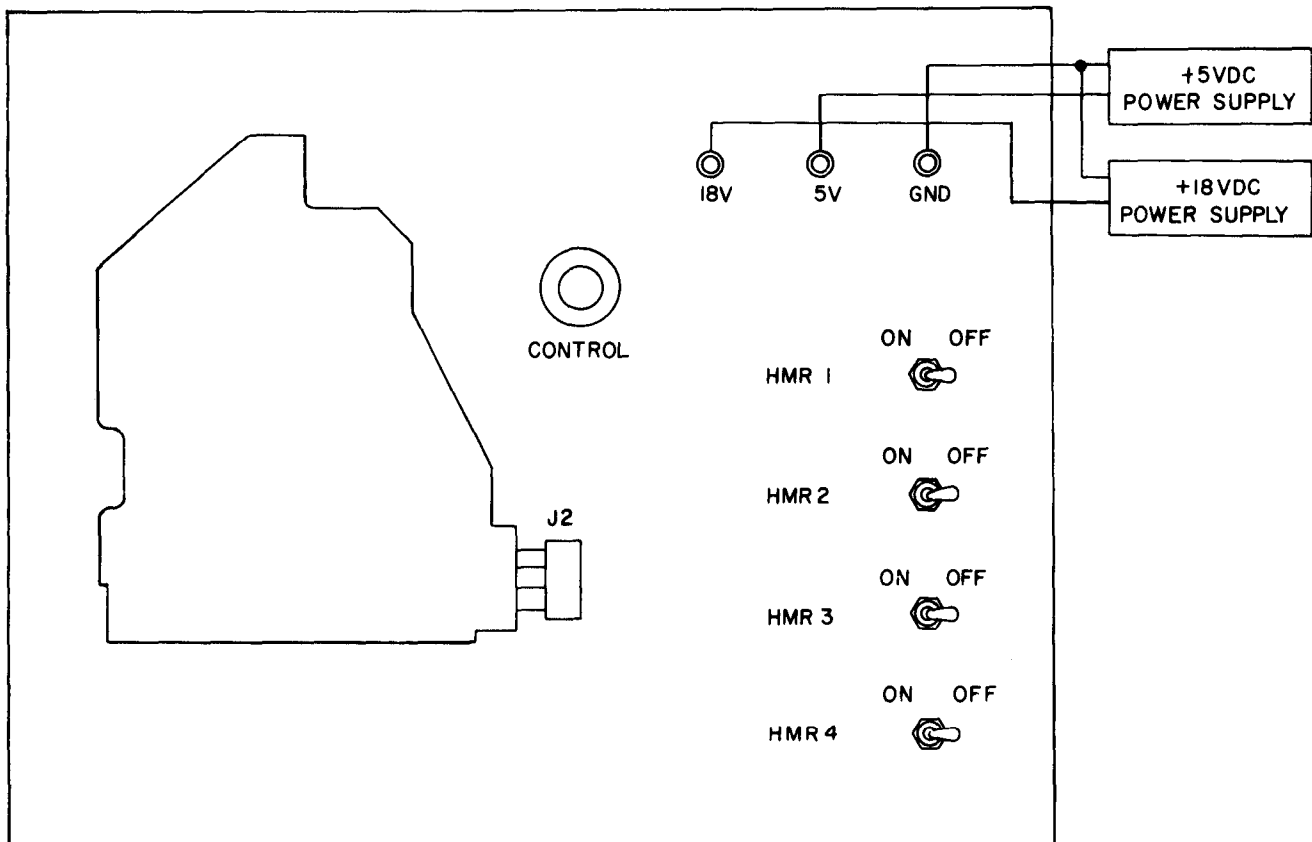 +5VDC
POWER SUPPLY
+18VDC
POWER SUPPLY
18V 5V GND
CONTROL
ON OFF
HMR 1
ON OFF
HMR 2
J2
ON OFF
HMR 3
ON OFF
HMR 4